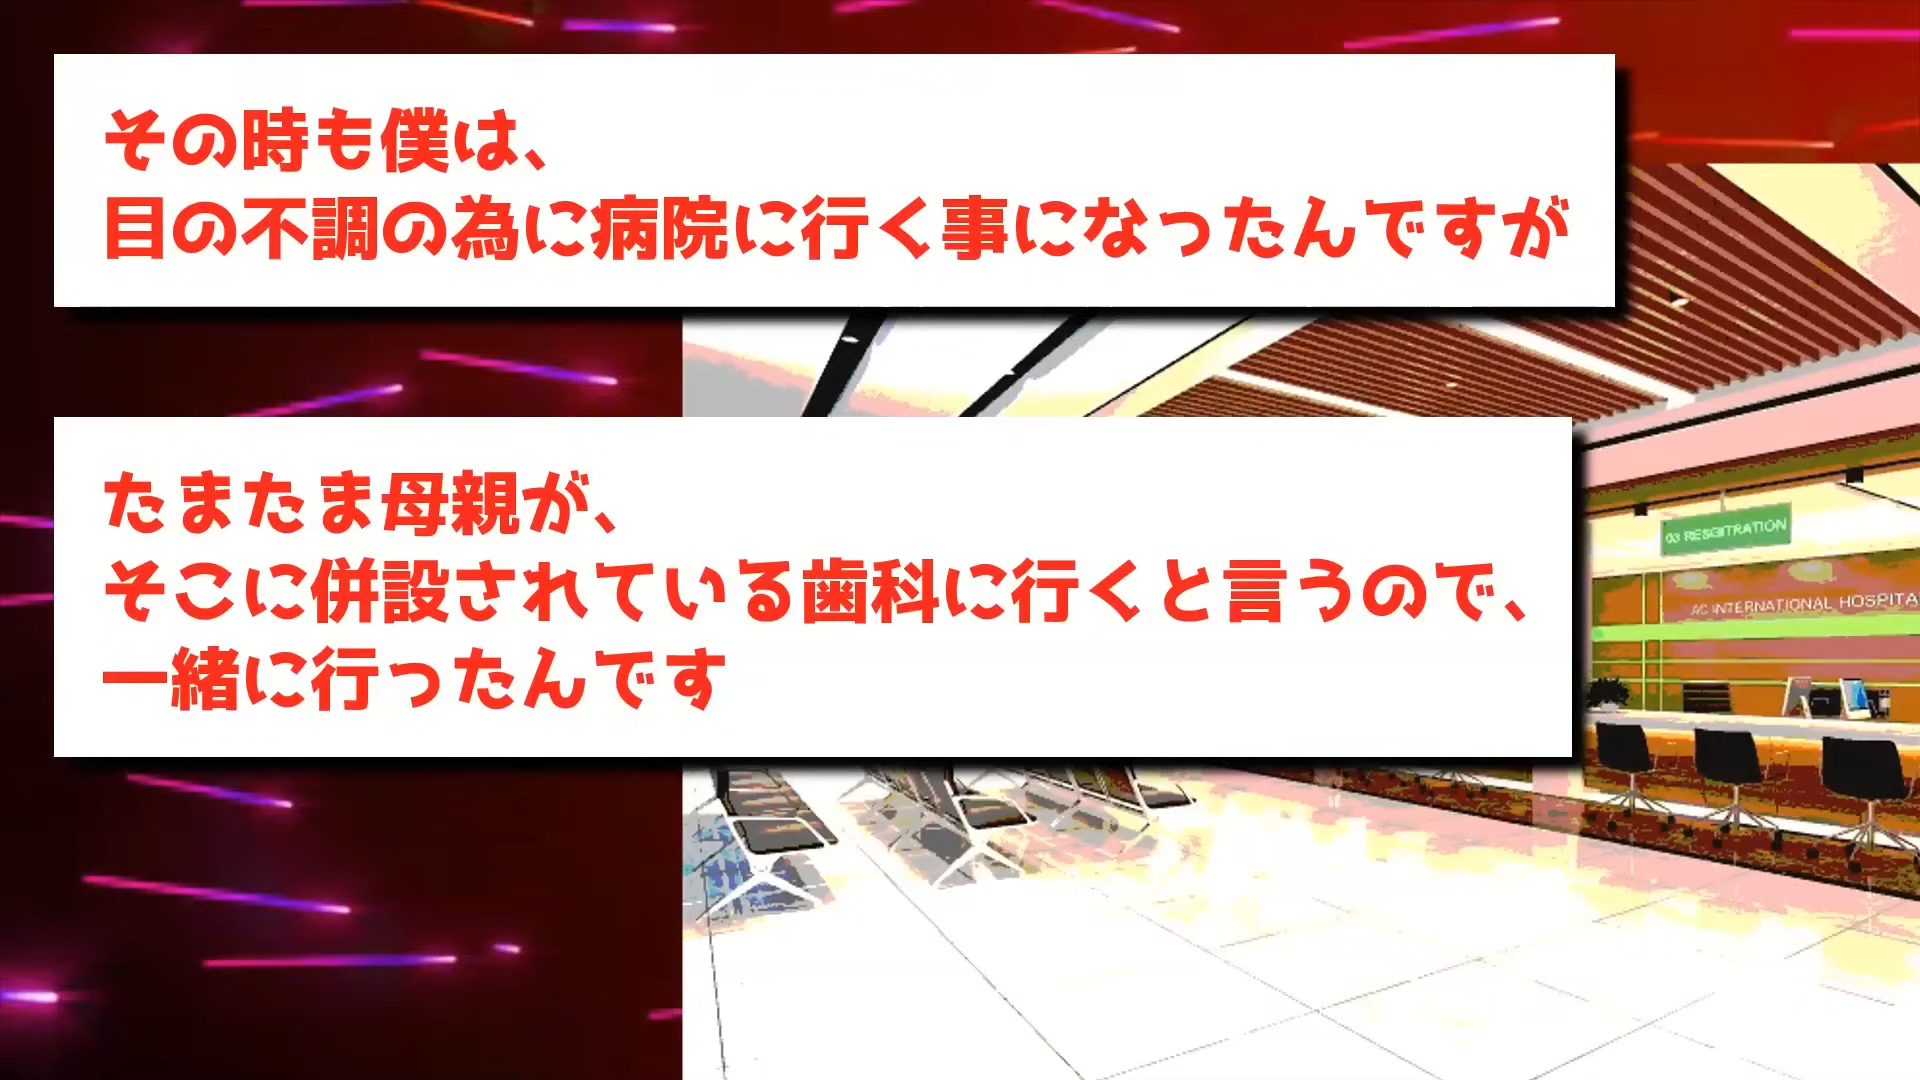 その時も僕は、
目の不調の為に病院に行く事になったんですが
たまたま母親が、
そこに併設されている歯科に行くと言うので、
一緒に行ったんです
03 RESGITRATION
AC INTERNATIONAL HOSPITA